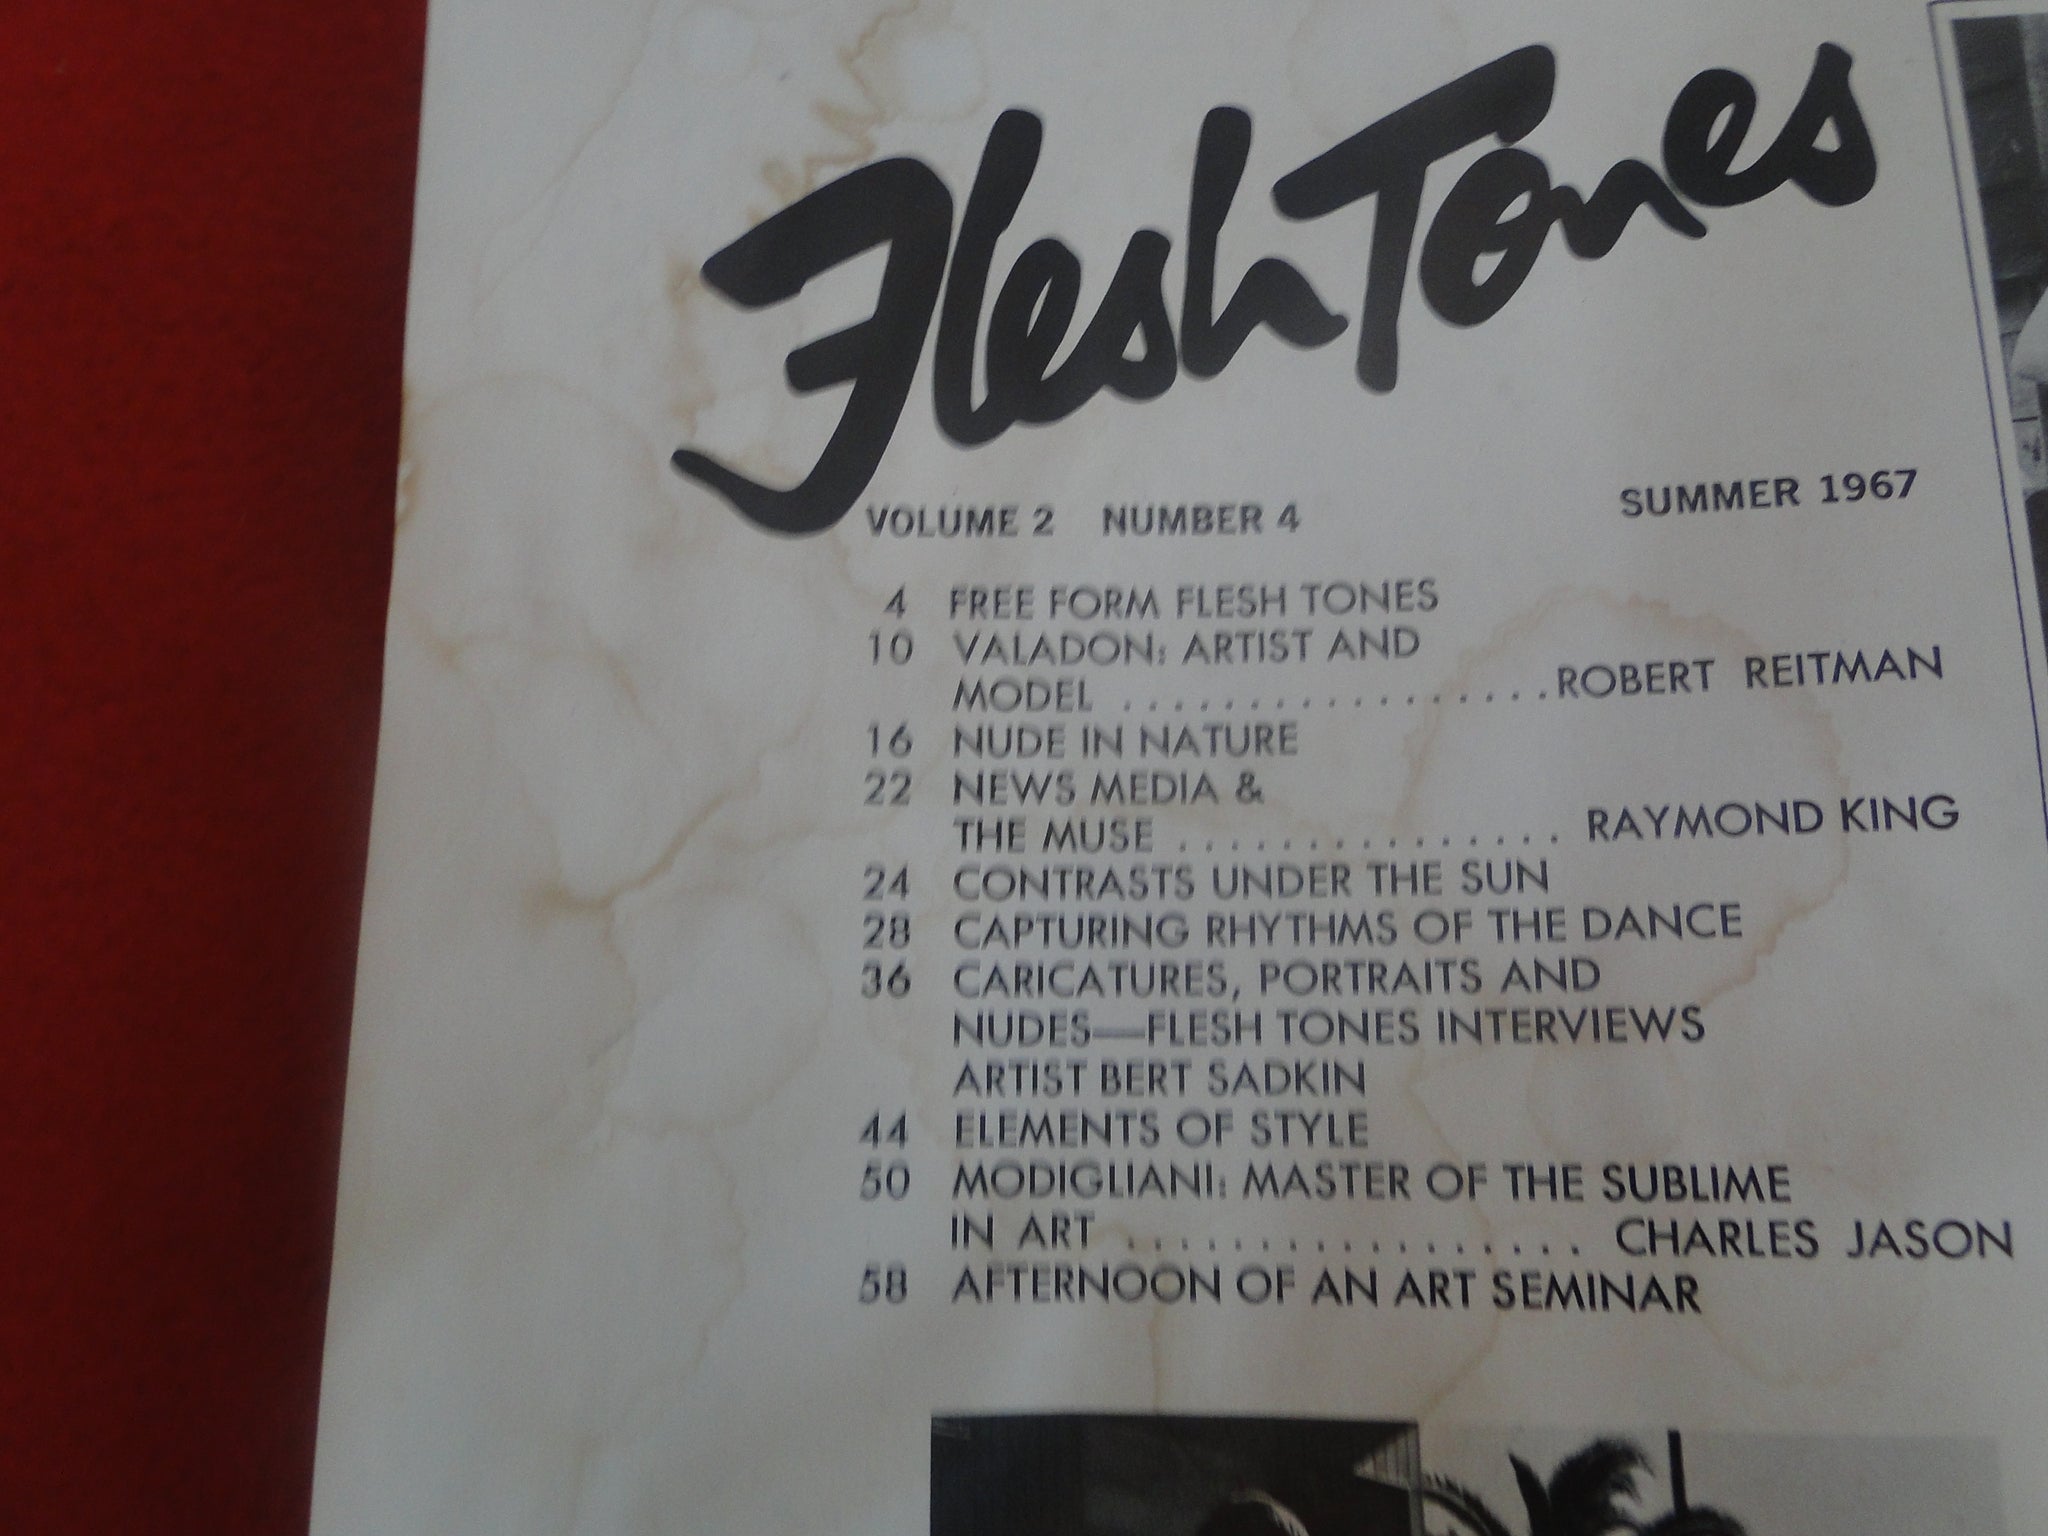 Flesh Tones
VOLUME 2 NUMBER 4 SUMMER 1967
4 FREE FORM FLESH TONES
10 VALADON: ARTIST AND
MODEL .................ROBERT REITMAN
16 NUDE IN NATURE
22 NEWS MEDIA &
THE MUSE ............... RAYMOND KING
24 CONTRASTS UNDER THE SUN
28 CAPTURING RHYTHMS OF THE DANCE
36 CARICATURES, PORTRAITS AND
NUDES—FLESH TONES INTERVIEWS
ARTIST BERT SADKIN
44 ELEMENTS OF STYLE
50 MODIGLIANI: MASTER OF THE SUBLIME
IN ART .................. CHARLES JASON
58 AFTERNOON OF AN ART SEMINAR